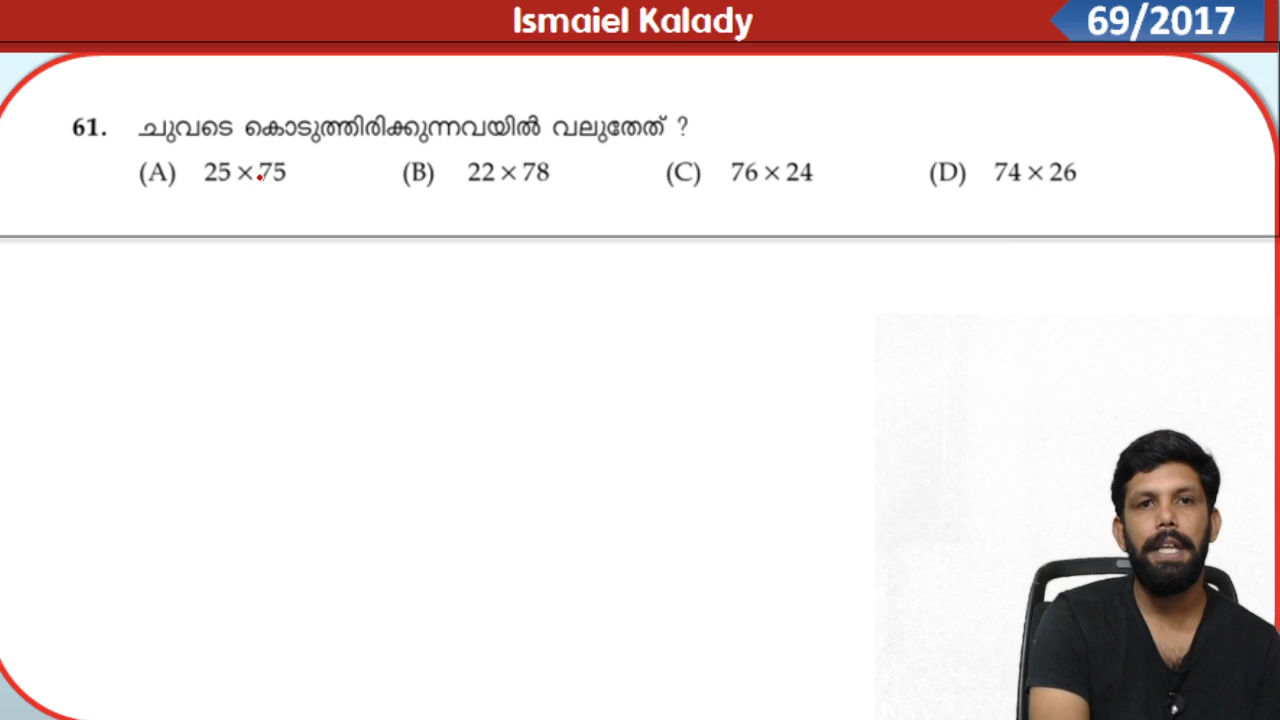 Ismaiel Kalady
69/2017
61. ചുവടെ കൊടുത്തിരിക്കുന്നവയിൽ വലുതേത് ?
(A) 25 × 75 (B) 22 × 78 (C) 76 × 24 (D) 74 × 26